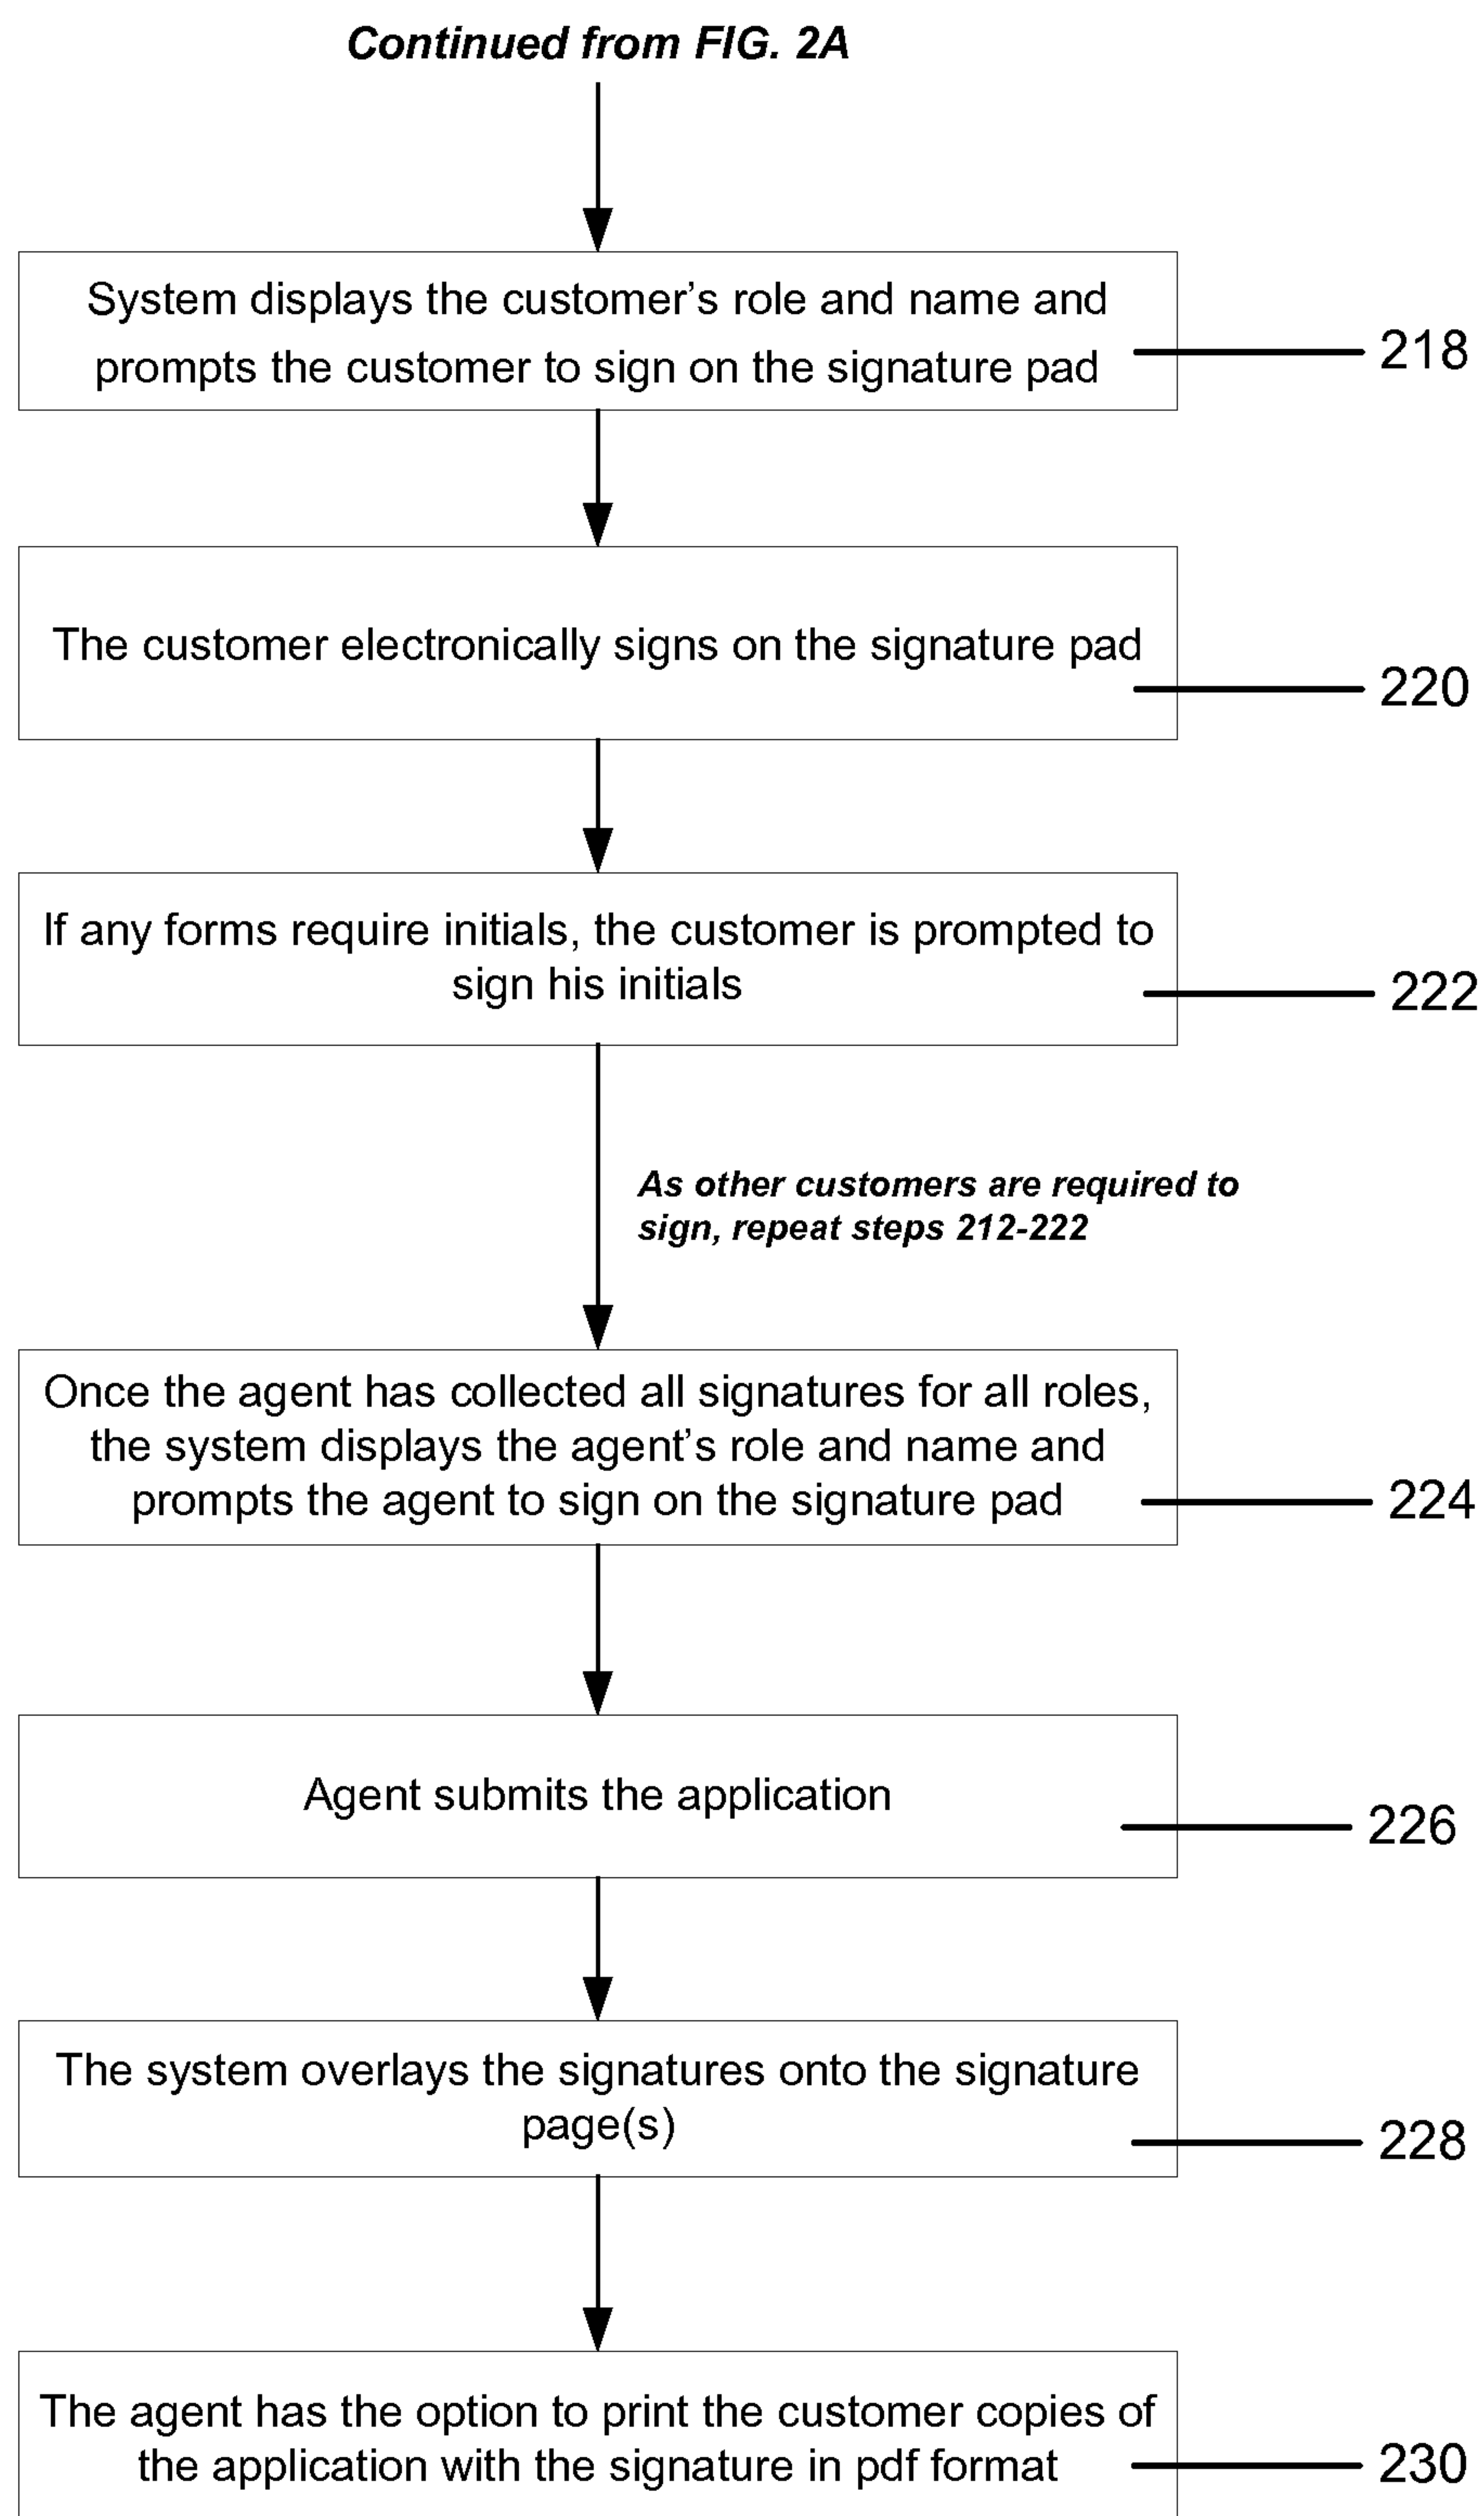 Continued from FIG. 2A
System displays the customer’s role and name and
prompts the customer to sign on the signature pad
218
The customer electronically signs on the signature pad
220
If any forms require initials, the customer is prompted to
sign his initials
222
As other customers are required to
sign, repeat steps 212-222
Once the agent has collected all signatures for all roles,
the system displays the agent’s role and name and
prompts the agent to sign on the signature pad
224
Agent submits the application
226
The system overlays the signatures onto the signature
page(s)
228
The agent has the option to print the customer copies of
the application with the signature in pdf format
230